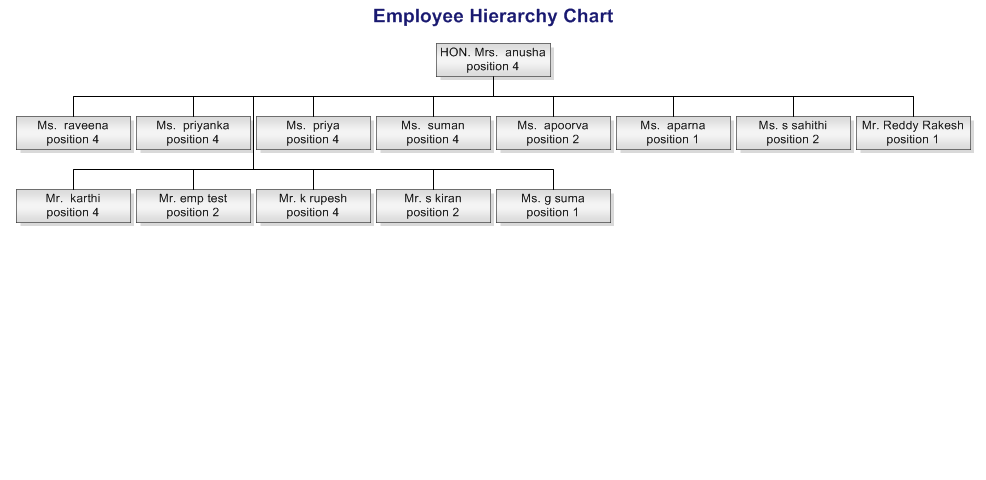 Employee Hierarchy Chart
HON. Mrs.  anusha
position 4
Ms.  raveena
position 4
Ms.  priyanka
position 4
Ms.  priya
position 4
Ms.  suman
position 4
Ms.  apoorva
position 2
Ms.  aparna
position 1
Ms. s sahithi
position 2
Mr. Reddy Rakesh
position 1
Mr.  karthi
position 4
Mr. emp test
position 2
Mr. k rupesh
position 4
Mr. s kiran
position 2
Ms. g suma
position 1